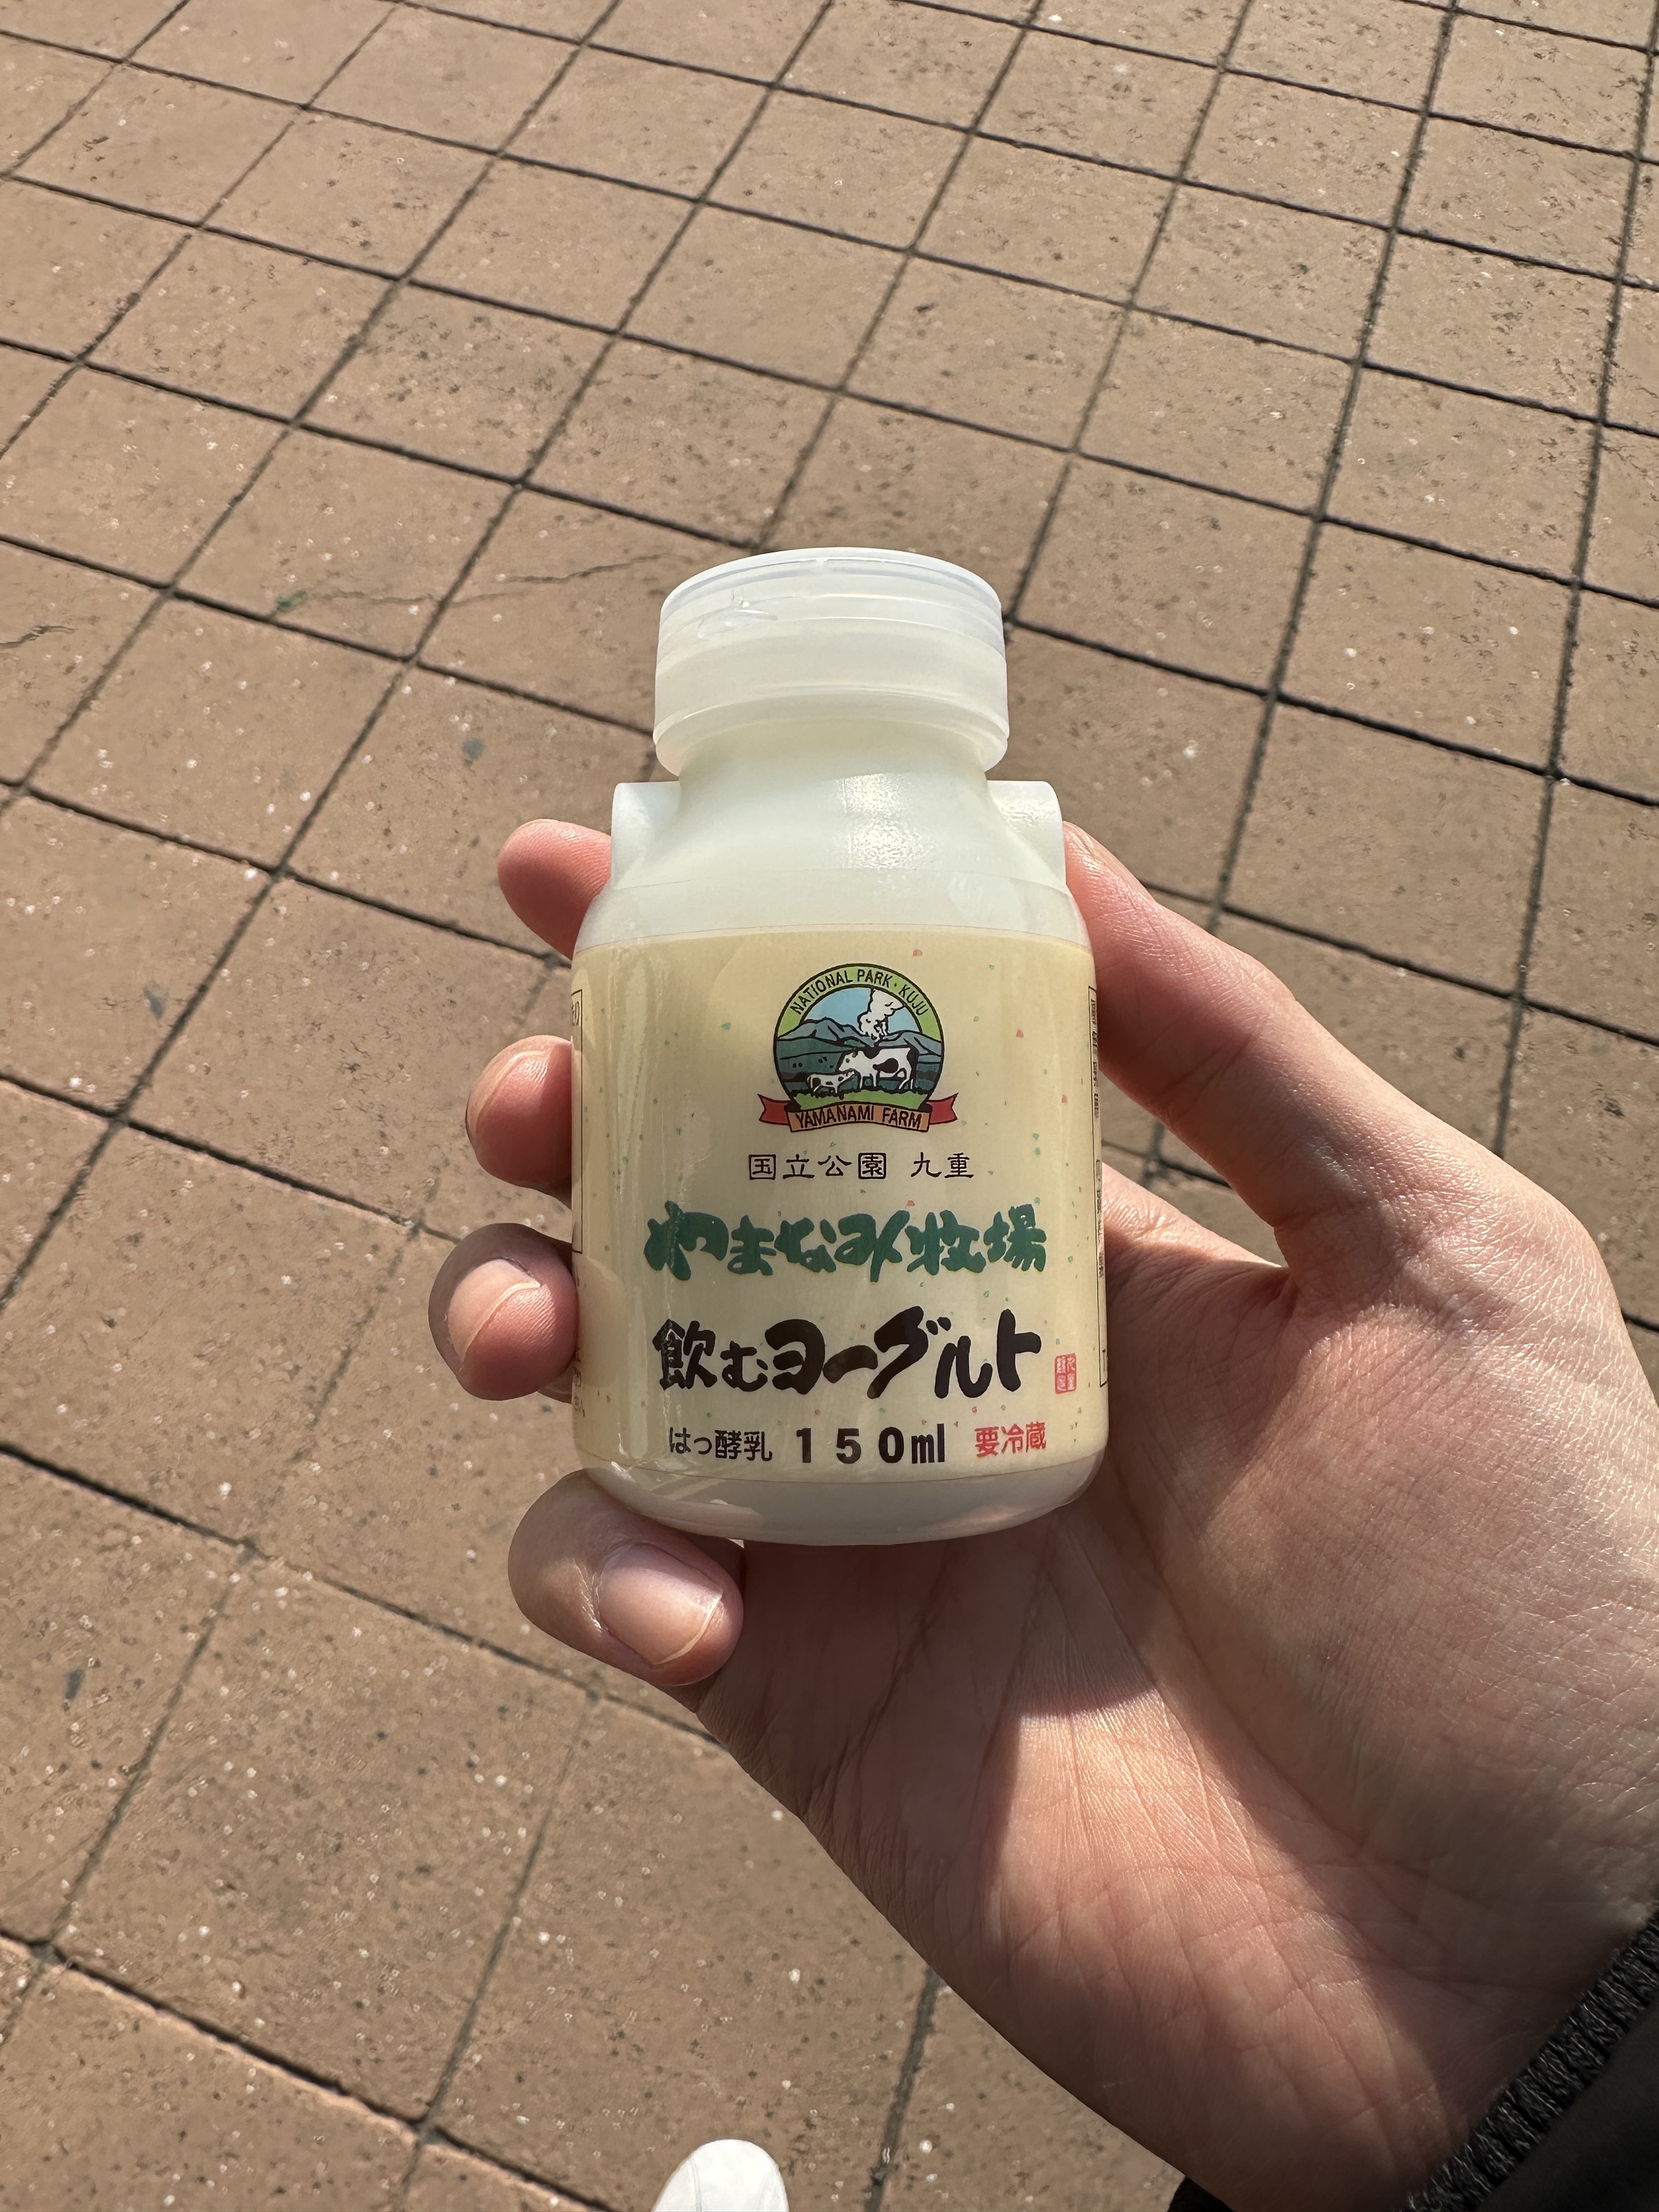 NATIONAL PARK・KUJU
YAMANAMI FARM
国立公園 九重
やまなみ牧場
飲むヨーグルト
はっ酵乳 150ml 要冷蔵